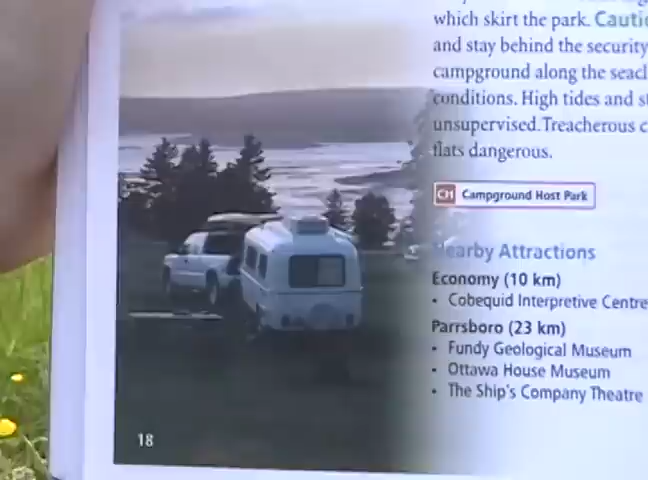 which skirt the park.
and stay behind the security
campground along the
conditions. High tides and
unsupervised. Treacherous
flats dangerous.
CH Campground Host Park
Nearby Attractions
Economy (10 km)
• Cobequid Interpretive Centre
Parrsboro (23 km)
• Fundy Geological Museum
• Ottawa House Museum
• The Ship's Company Theatre
18